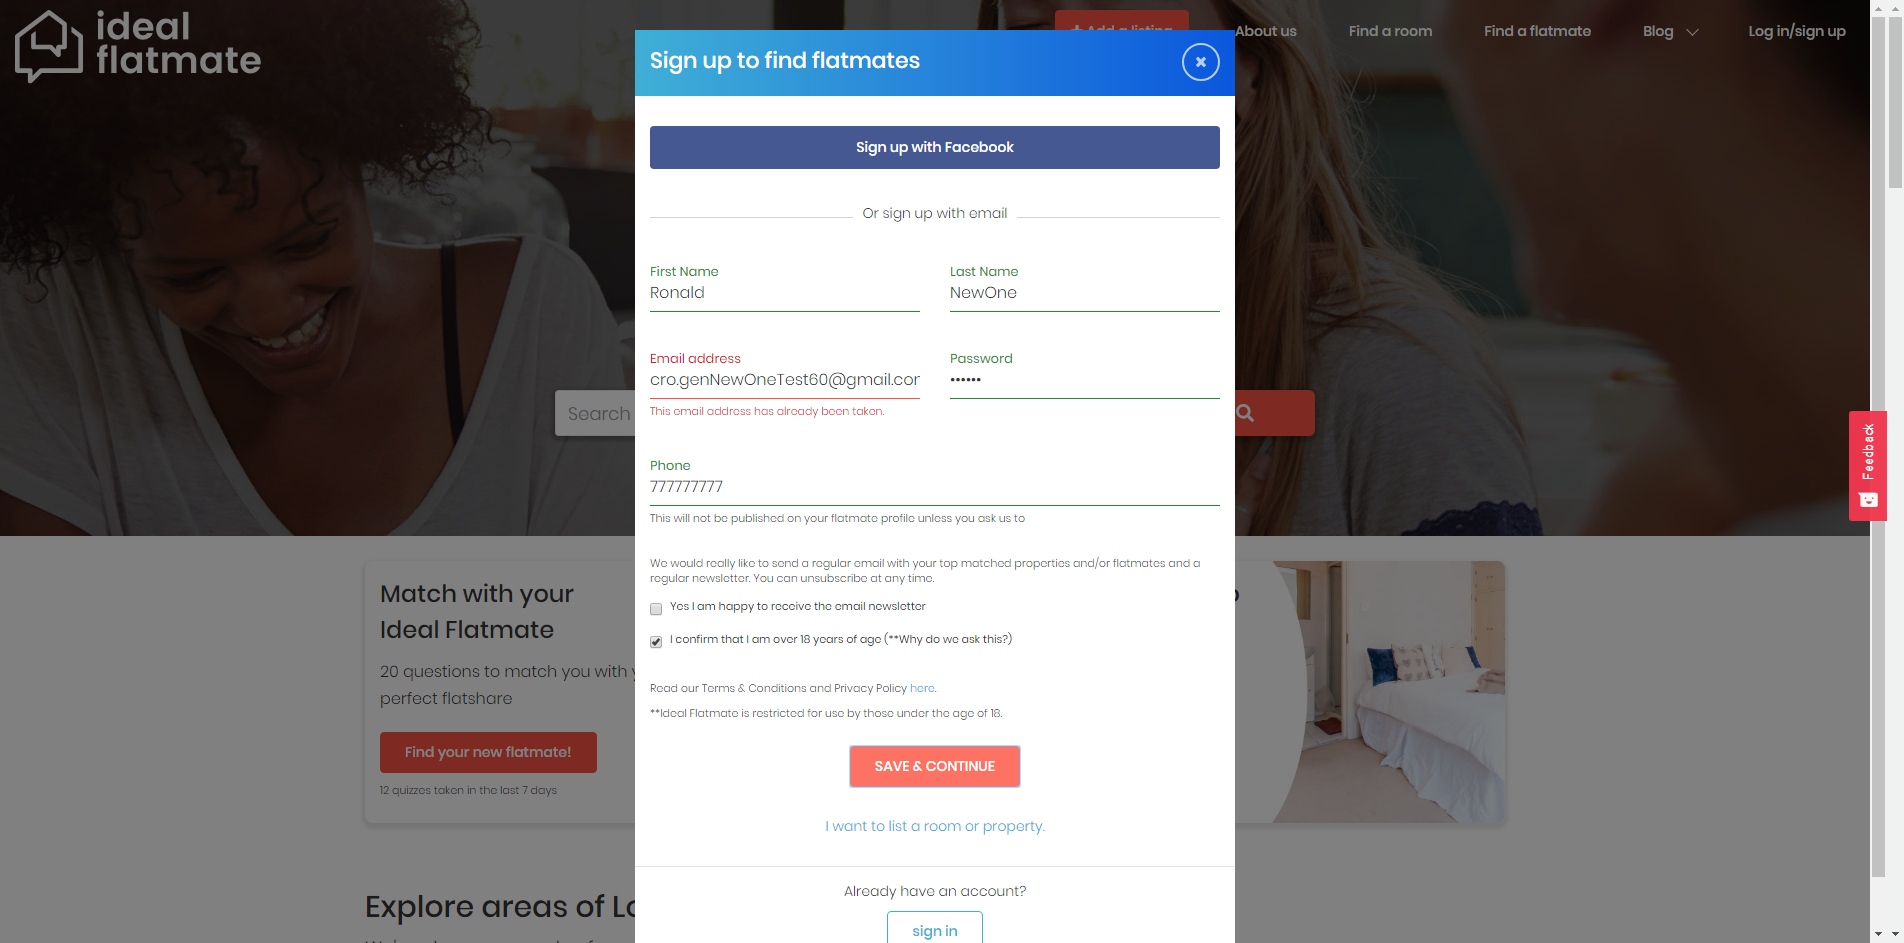 ideal
flatmate
Add a listing
About us
Find a room
Find a flatmate
Blog
Log in/sign up
Sign up to find flatmates
Sign up with Facebook
Or sign up with email
First Name
Last Name
Ronald
NewOne
Email address
Password
cro.genNewOneTest60@gmail.cor
••••••
This email address has already been taken.
Search
Feedback
Phone
777777777
This will not be published on your flatmate profile unless you ask us to
We would really like to send a regular email with your top matched properties and/or flatmates and a
regular newsletter. You can unsubscribe at any time.
Yes I am happy to receive the email newsletter
I confirm that I am over 18 years of age (**Why do we ask this?)
Read our Terms & Conditions and Privacy Policy here.
**Ideal Flatmate is restricted for use by those under the age of 18.
SAVE & CONTINUE
I want to list a room or property.
Already have an account?
sign in
Match with your
Ideal Flatmate
20 questions to match you with
perfect flatshare
Find your new flatmate!
12 quizzes taken in the last 7 days
Explore areas of Lo